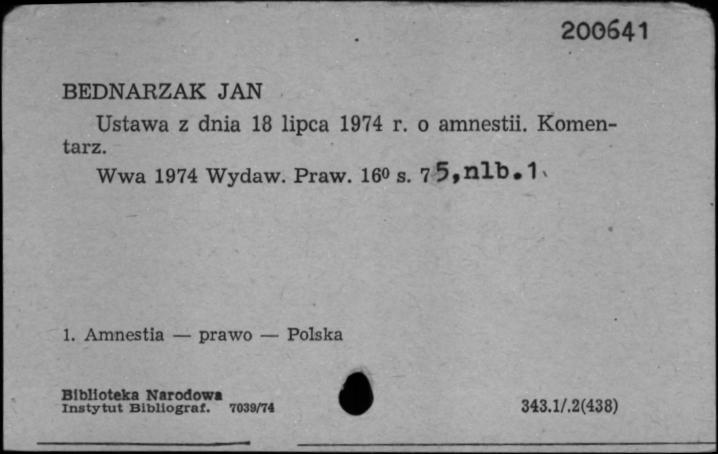 200641
BEDNARZAK JAN
Ustawa z dnia 18 lipca 1974 r. o amnestii. Komen-
tarz.
Wwa 1974 Wydaw. Praw. 16⁰ s. 75,nlb.1
1. Amnestia — prawo — Polska
Biblioteka Narodowa
Instytut Bibliograf. 7039/74
343.1/.2(438)